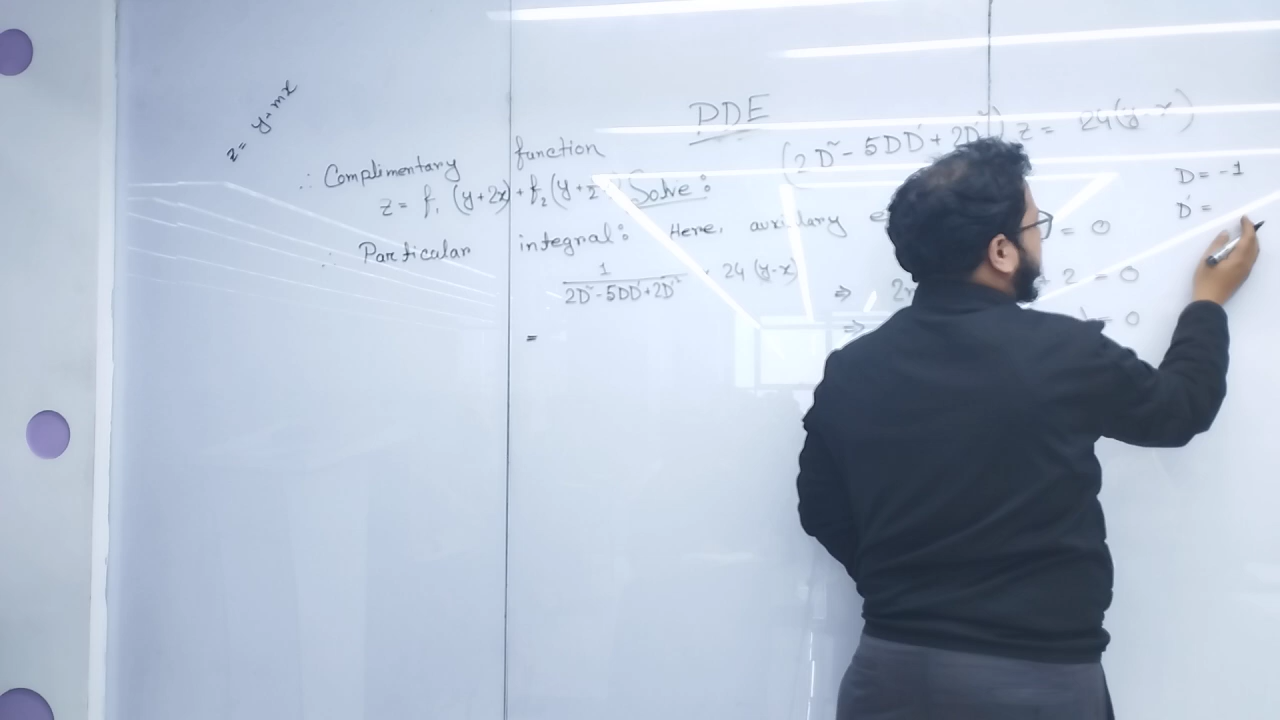 PDE
(2D² - 5DD' + 2D'²) z = 24(y-x)
z = y+mx
∴ Complimentary function
z = f₁ (y+2x) + f₂ (y+
Solve:
D = -1
D' =
∴ Particular integral: Here, auxilary
= 0
1
2D² - 5DD' + 2D'²
· 24 (y-x)
⇒ 2 = 0
⇒ = 0
=